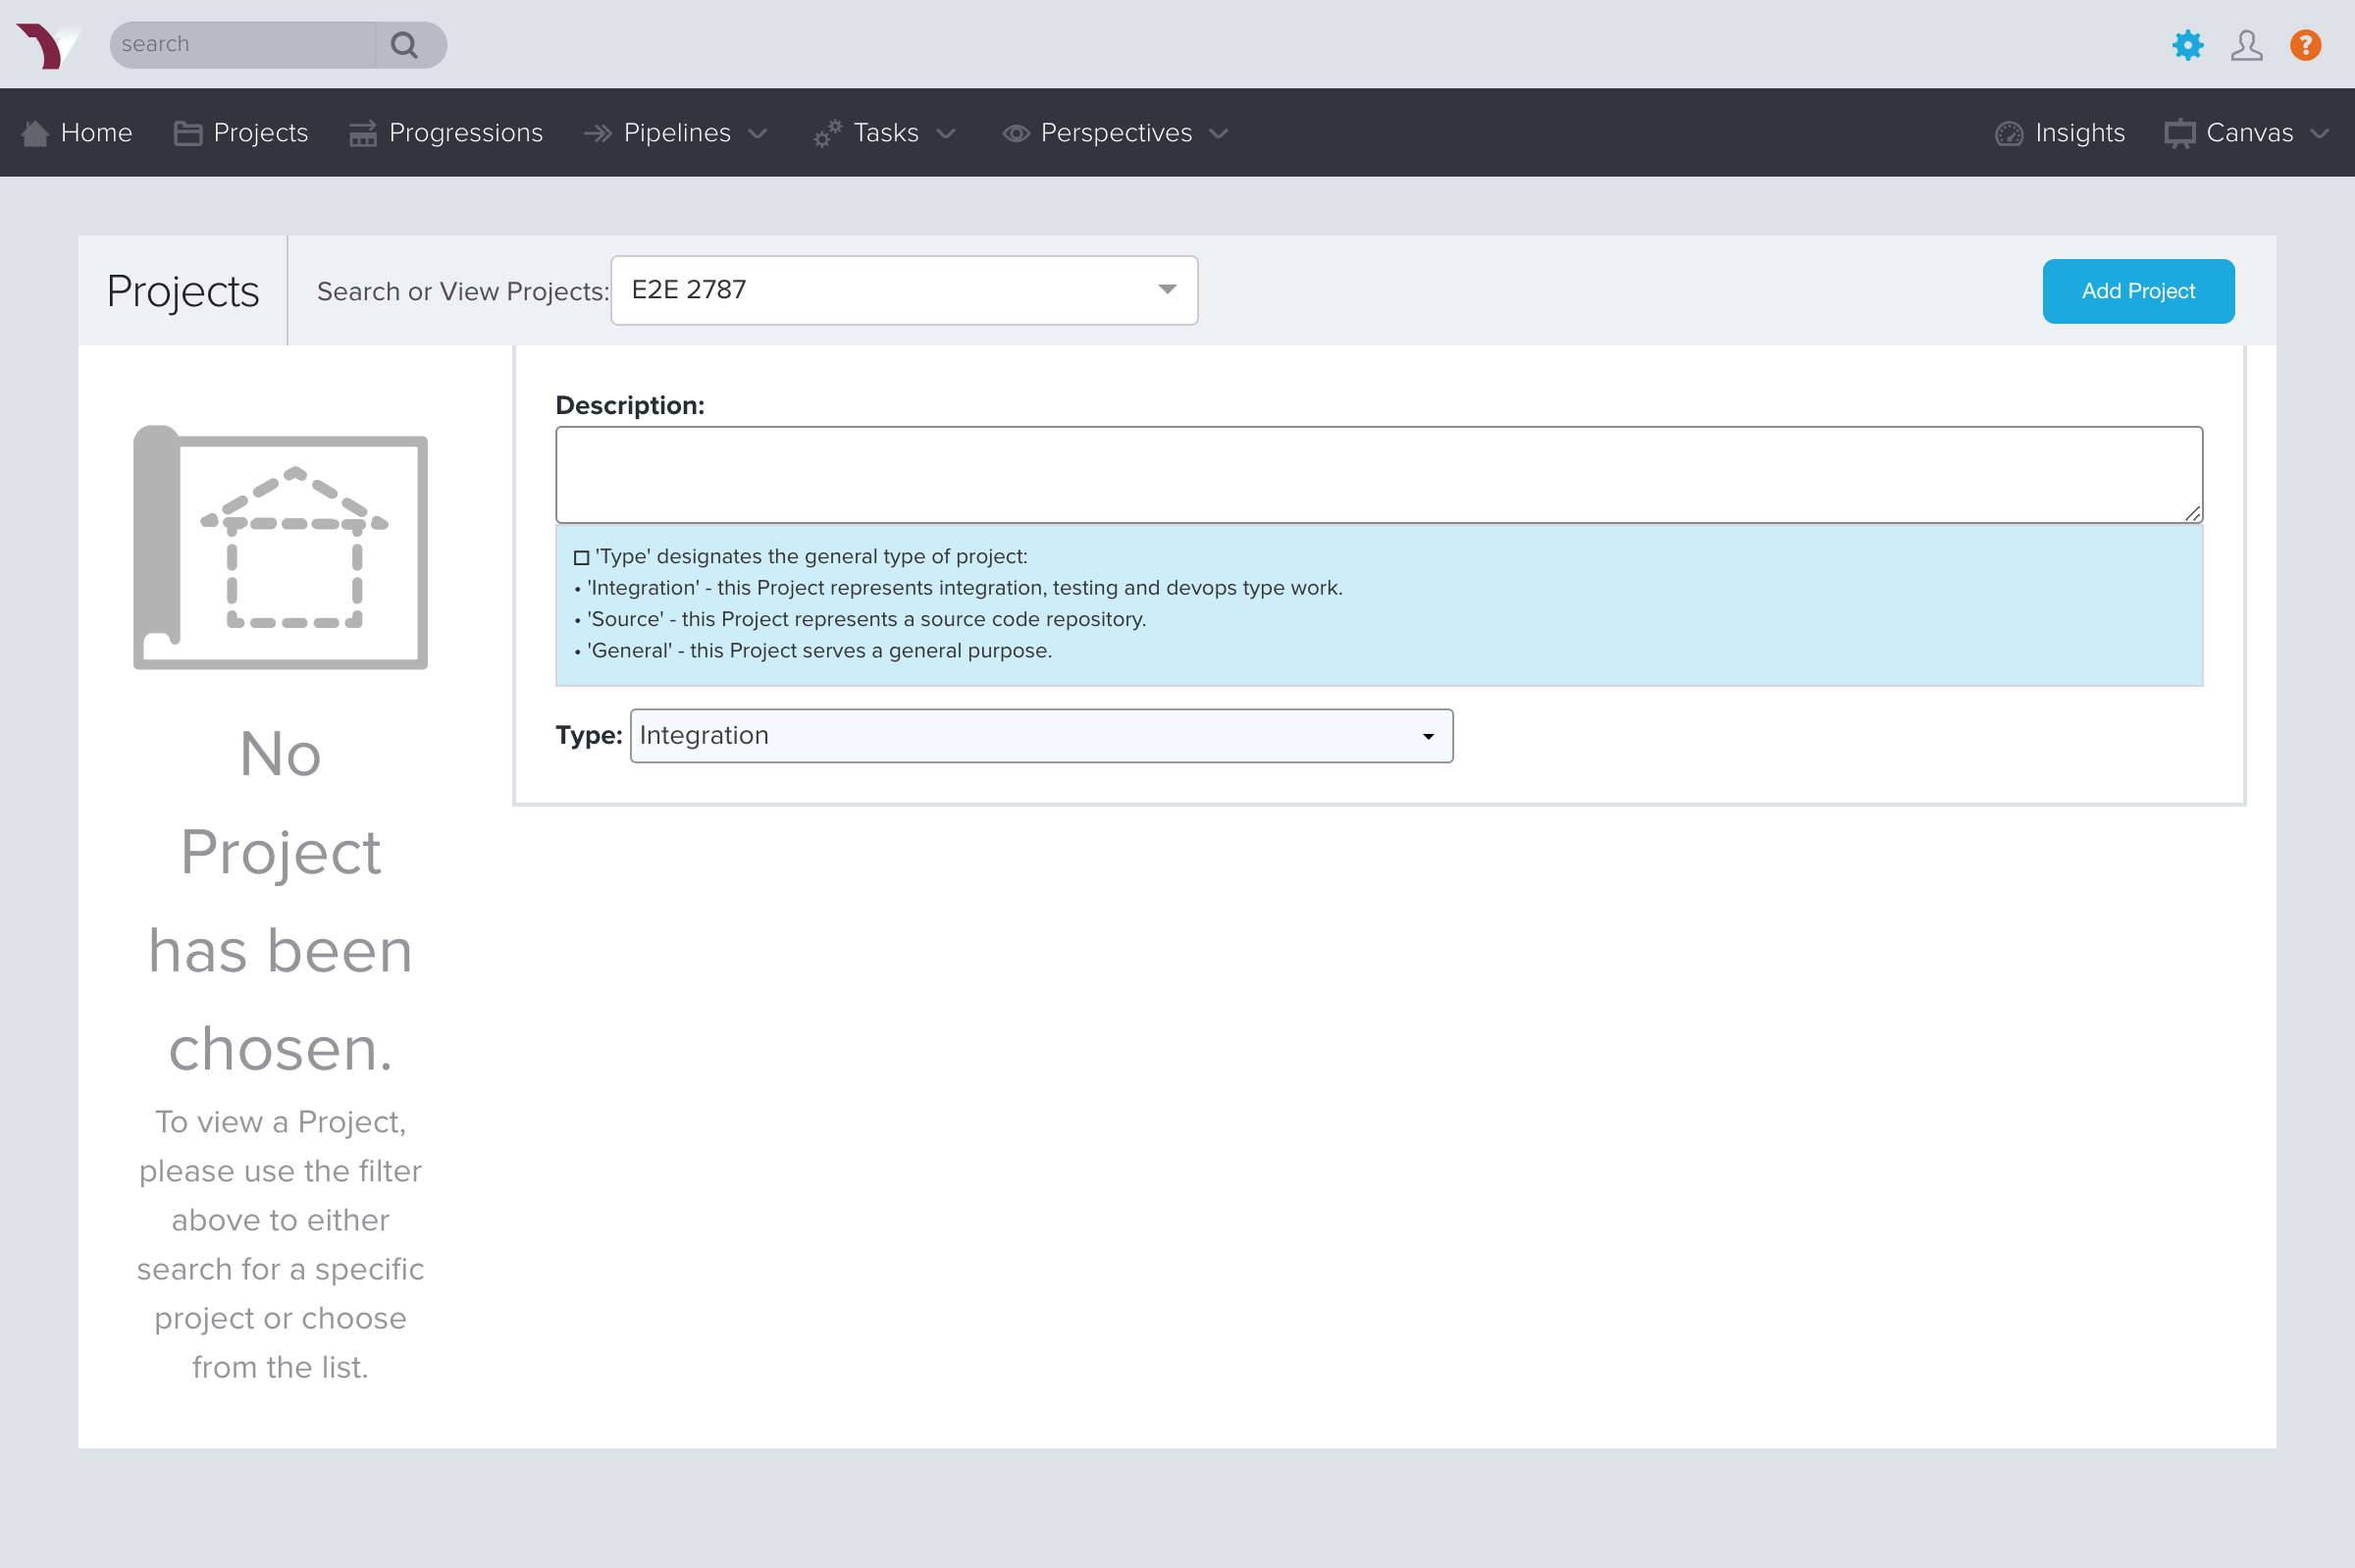 search
?
Home Projects Progressions Pipelines Tasks Perspectives Insights Canvas
Projects
Search or View Projects: E2E 2787
Add Project
Description:
'Type' designates the general type of project:
• 'Integration' - this Project represents integration, testing and devops type work.
• 'Source' - this Project represents a source code repository.
• 'General' - this Project serves a general purpose.
Type: Integration
No
Project
has been
chosen.
To view a Project,
please use the filter
above to either
search for a specific
project or choose
from the list.